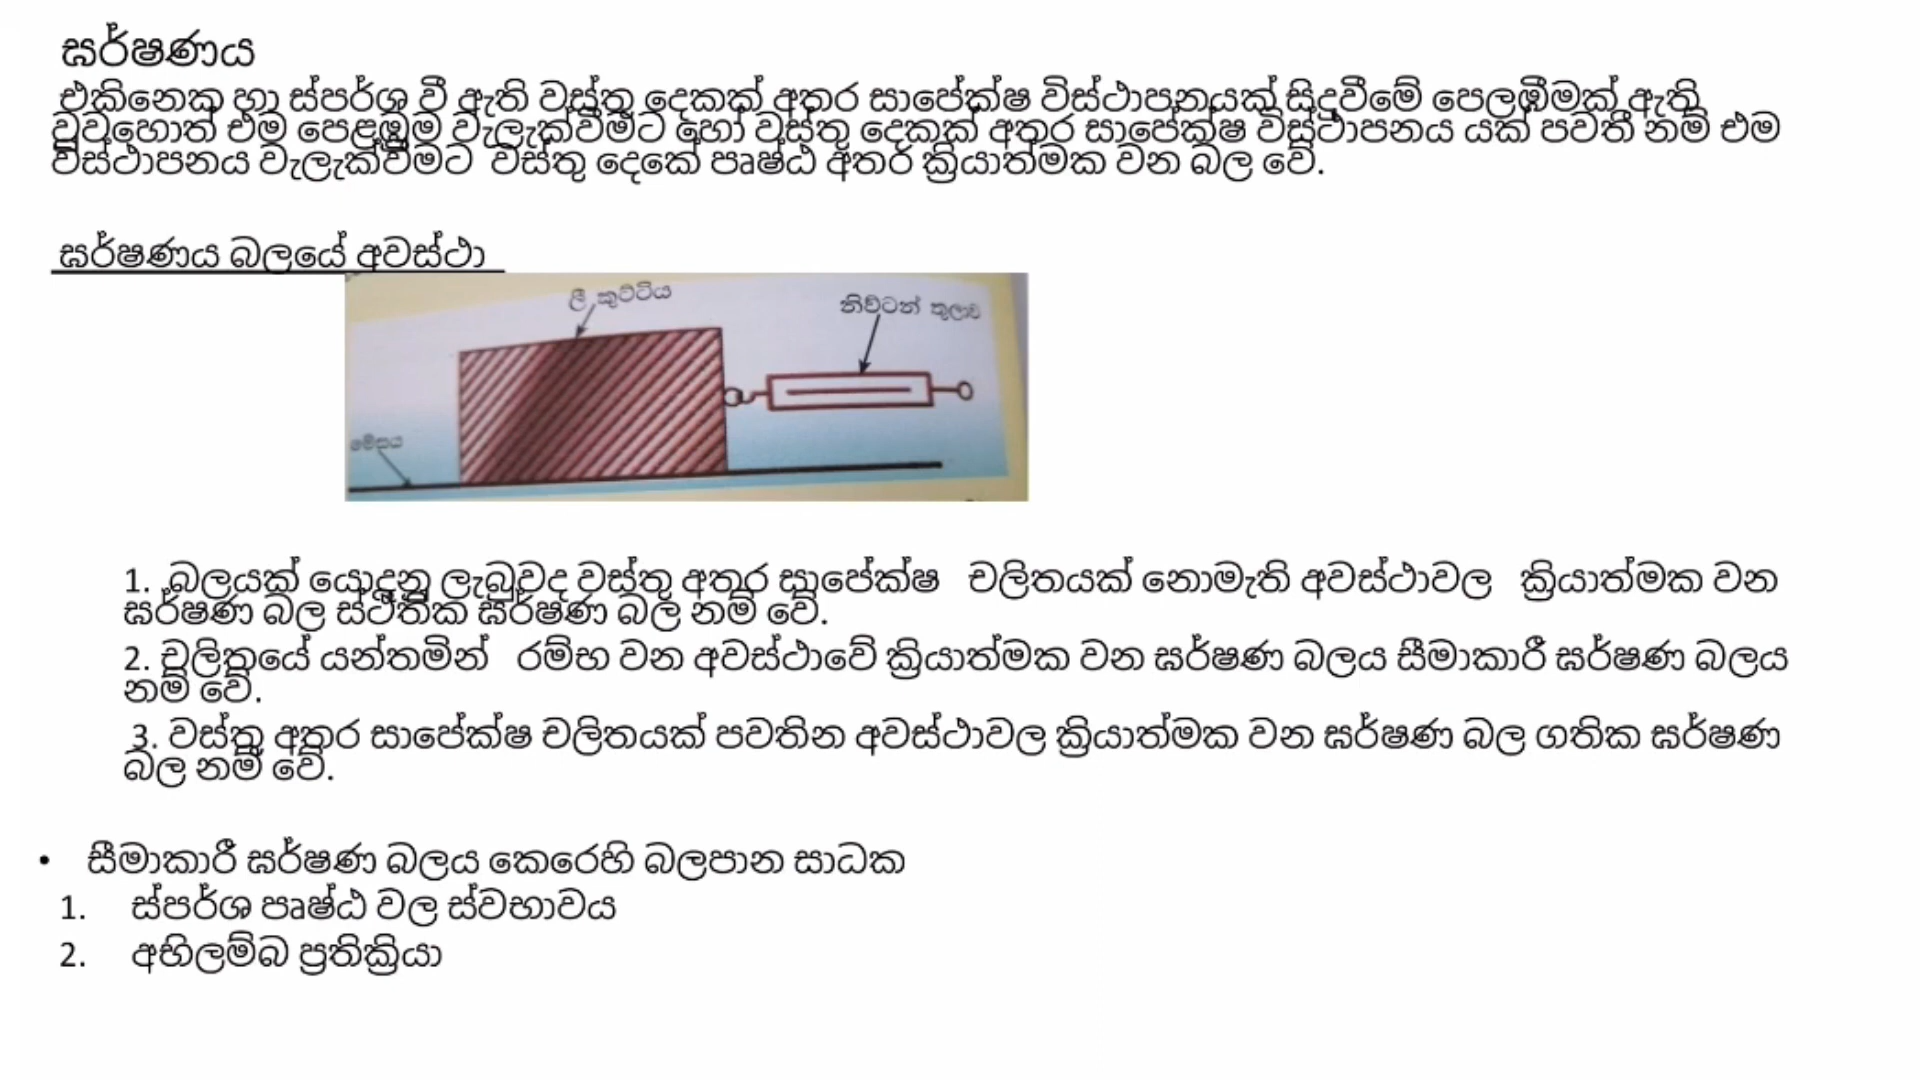 ඝර්ෂණය
එකිනෙක හා ස්පර්ශ වී ඇති වස්තු දෙකක් අතර සාපේක්ෂ විස්ථාපනයක් සිදුවීමේ පෙලඹීමක් ඇති
වුවහොත් එම පෙළඹුම වැලැක්වීමට හෝ වස්තු දෙකක් අතර සාපේක්ෂ විස්ථාපනය යක් පවතී නම් එම
විස්ථාපනය වැලැක්වීමට වස්තු දෙකේ පෘෂ්ඨ අතර ක්‍රියාත්මක වන බල වේ.
ඝර්ෂණය බලයේ අවස්ථා
ලී කුට්ටිය
නිව්ටන් තුලාව
මේසය
1. බලයක් යොදනු ලැබුවද වස්තු අතර සාපේක්ෂ චලිතයක් නොමැති අවස්ථාවල ක්‍රියාත්මක වන
ඝර්ෂණ බල ස්ථිතික ඝර්ෂණ බල නම් වේ.
2. චලිතයේ යන්තමින් රම්භ වන අවස්ථාවේ ක්‍රියාත්මක වන ඝර්ෂණ බලය සීමාකාරී ඝර්ෂණ බලය
නම් වේ.
3. වස්තු අතර සාපේක්ෂ චලිතයක් පවතින අවස්ථාවල ක්‍රියාත්මක වන ඝර්ෂණ බල ගතික ඝර්ෂණ
බල නම් වේ.
• සීමාකාරී ඝර්ෂණ බලය කෙරෙහි බලපාන සාධක
1. ස්පර්ශ පෘෂ්ඨ වල ස්වභාවය
2. අභිලම්බ ප්‍රතික්‍රියා